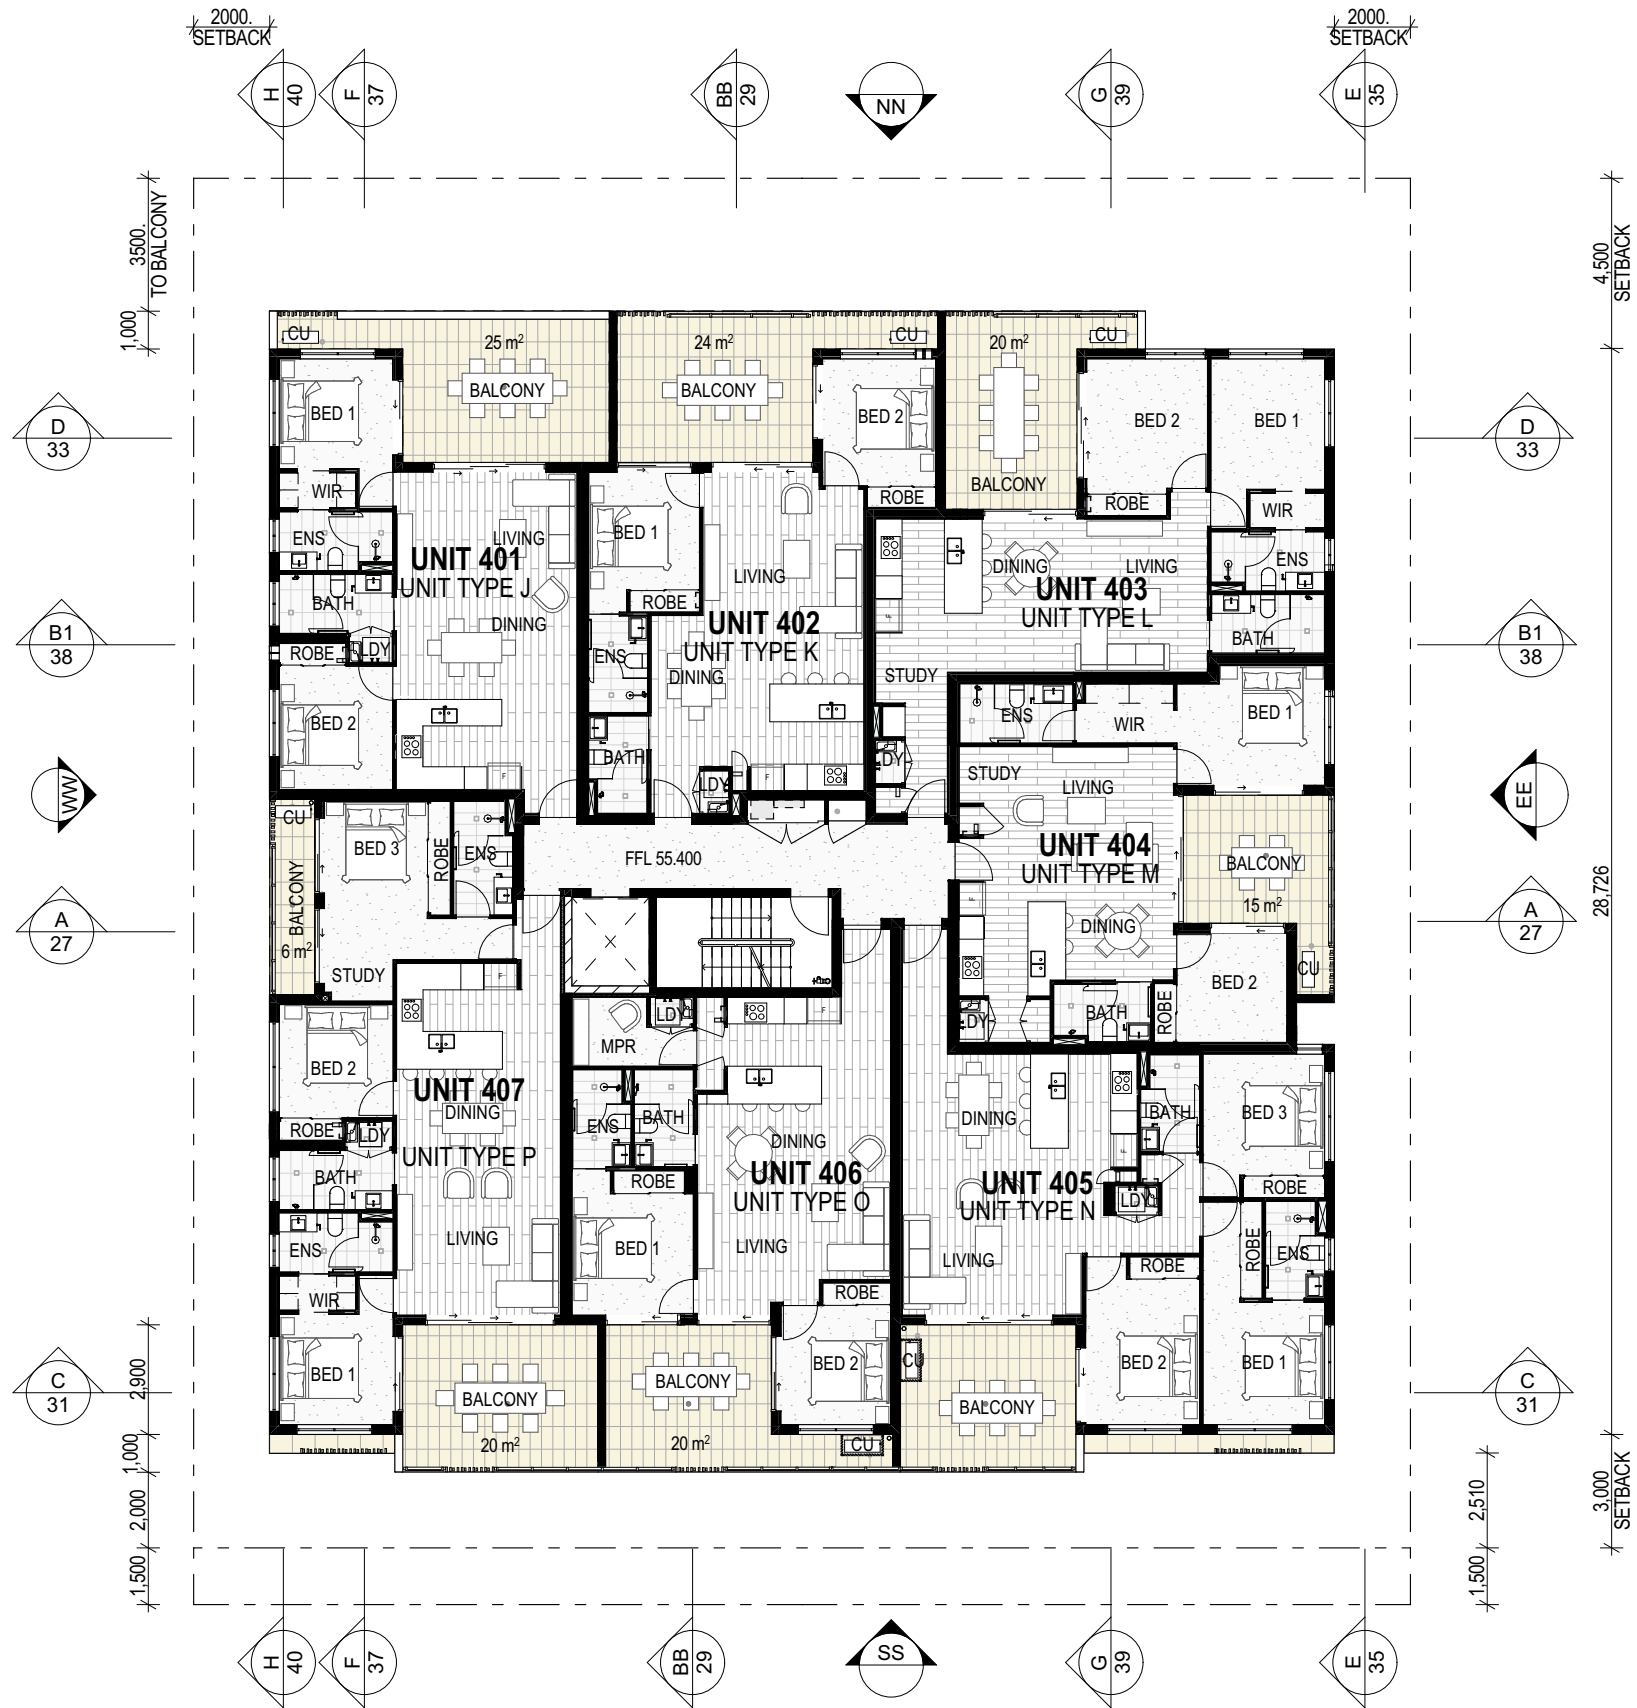 2000.
SETBACK
2000.
SETBACK
H
40
F
37
BB
29
NN
G
39
E
35
3500.
TO BALCONY
1,000
4,500
SETBACK
CU
25 m²
BALCONY
24 m²
CU
BALCONY
20 m²
CU
BALCONY
BED 1
BED 2
BED 2
BED 1
D
33
D
33
WIR
ROBE
ROBE
WIR
ENS
LIVING
BED 1
UNIT 401
UNIT TYPE J
BATH
ROBE
LIVING
DINING
LIVING
ENS
UNIT 403
UNIT TYPE L
DINING
UNIT 402
UNIT TYPE K
BATH
B1
38
B1
38
ROBE
LDY
ENS
DINING
STUDY
BED 2
ENS
WIR
BED 1
BATH
LDY
LDY
STUDY
LIVING
WW
EE
CU
BED 3
ROBE
ENS
FFL 55.400
UNIT 404
UNIT TYPE M
BALCONY
15 m²
BALCONY
6 m²
A
27
A
27
28,726
STUDY
DINING
CU
BED 2
LDY
BATH
ROBE
MPR
LDY
BED 2
UNIT 407
DINING
UNIT TYPE P
ROBE
LDY
ENS
BATH
DINING
UNIT 406
UNIT TYPE O
DINING
BATH
BED 3
BATH
ROBE
UNIT 405
UNIT TYPE N
LDY
ROBE
ENS
LIVING
BED 1
LIVING
LIVING
ROBE
ENS
ROBE
WIR
ROBE
BED 1
BALCONY
20 m²
BALCONY
20 m²
BED 2
CU
CU
BALCONY
BED 2
BED 1
C
31
C
31
2,900
1,000
2,000
1,500
2,510
1,500
3,000
SETBACK
H
40
F
37
BB
29
SS
G
39
E
35